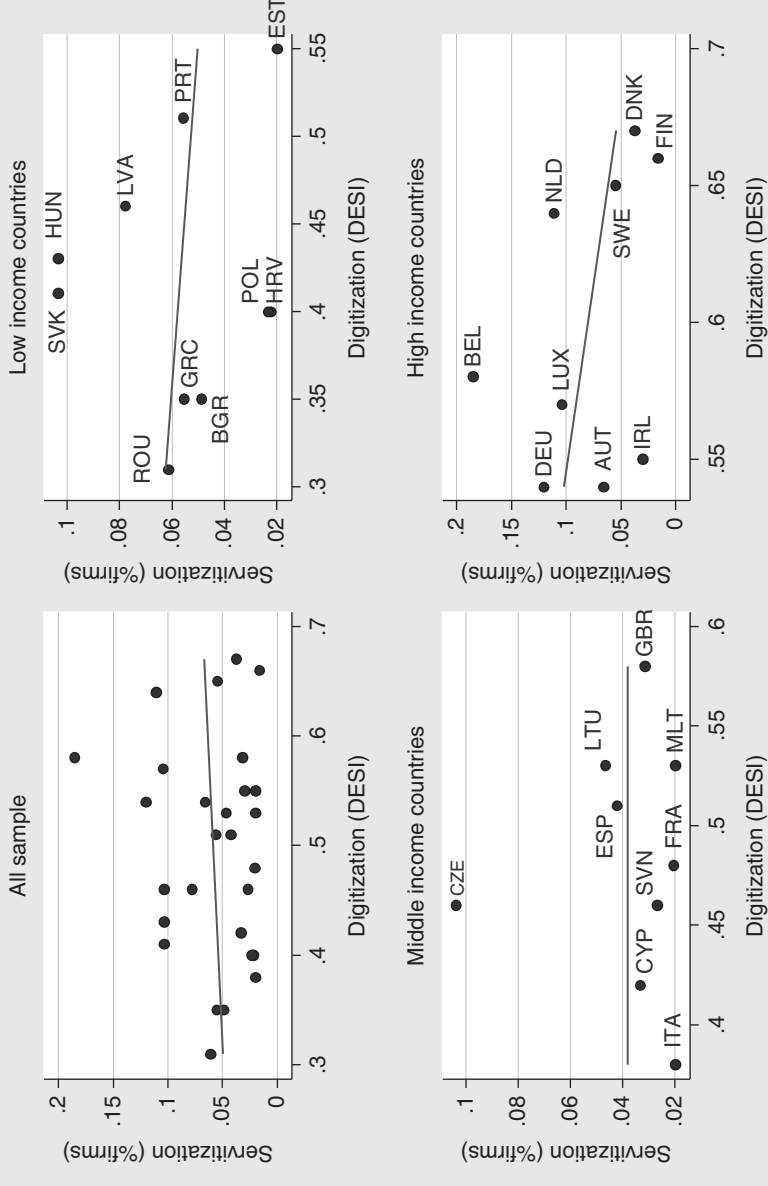 All sample
Servitization (%firms)
.2
.15
.1
.05
0
.3
.4
.5
.6
.7
Digitization (DESI)
Low income countries
Servitization (%firms)
.1
.08
.06
.04
.02
SVK
HUN
LVA
ROU
GRC
BGR
POL
HRV
PRT
EST
.3
.35
.4
.45
.5
.55
Digitization (DESI)
Middle income countries
Servitization (%firms)
.1
.08
.06
.04
.02
CZE
LTU
ESP
CYP
SVN
GBR
ITA
FRA
MLT
.4
.45
.5
.55
.6
Digitization (DESI)
High income countries
Servitization (%firms)
.2
.15
.1
.05
0
BEL
DEU
LUX
NLD
AUT
IRL
SWE
DNK
FIN
.55
.6
.65
.7
Digitization (DESI)